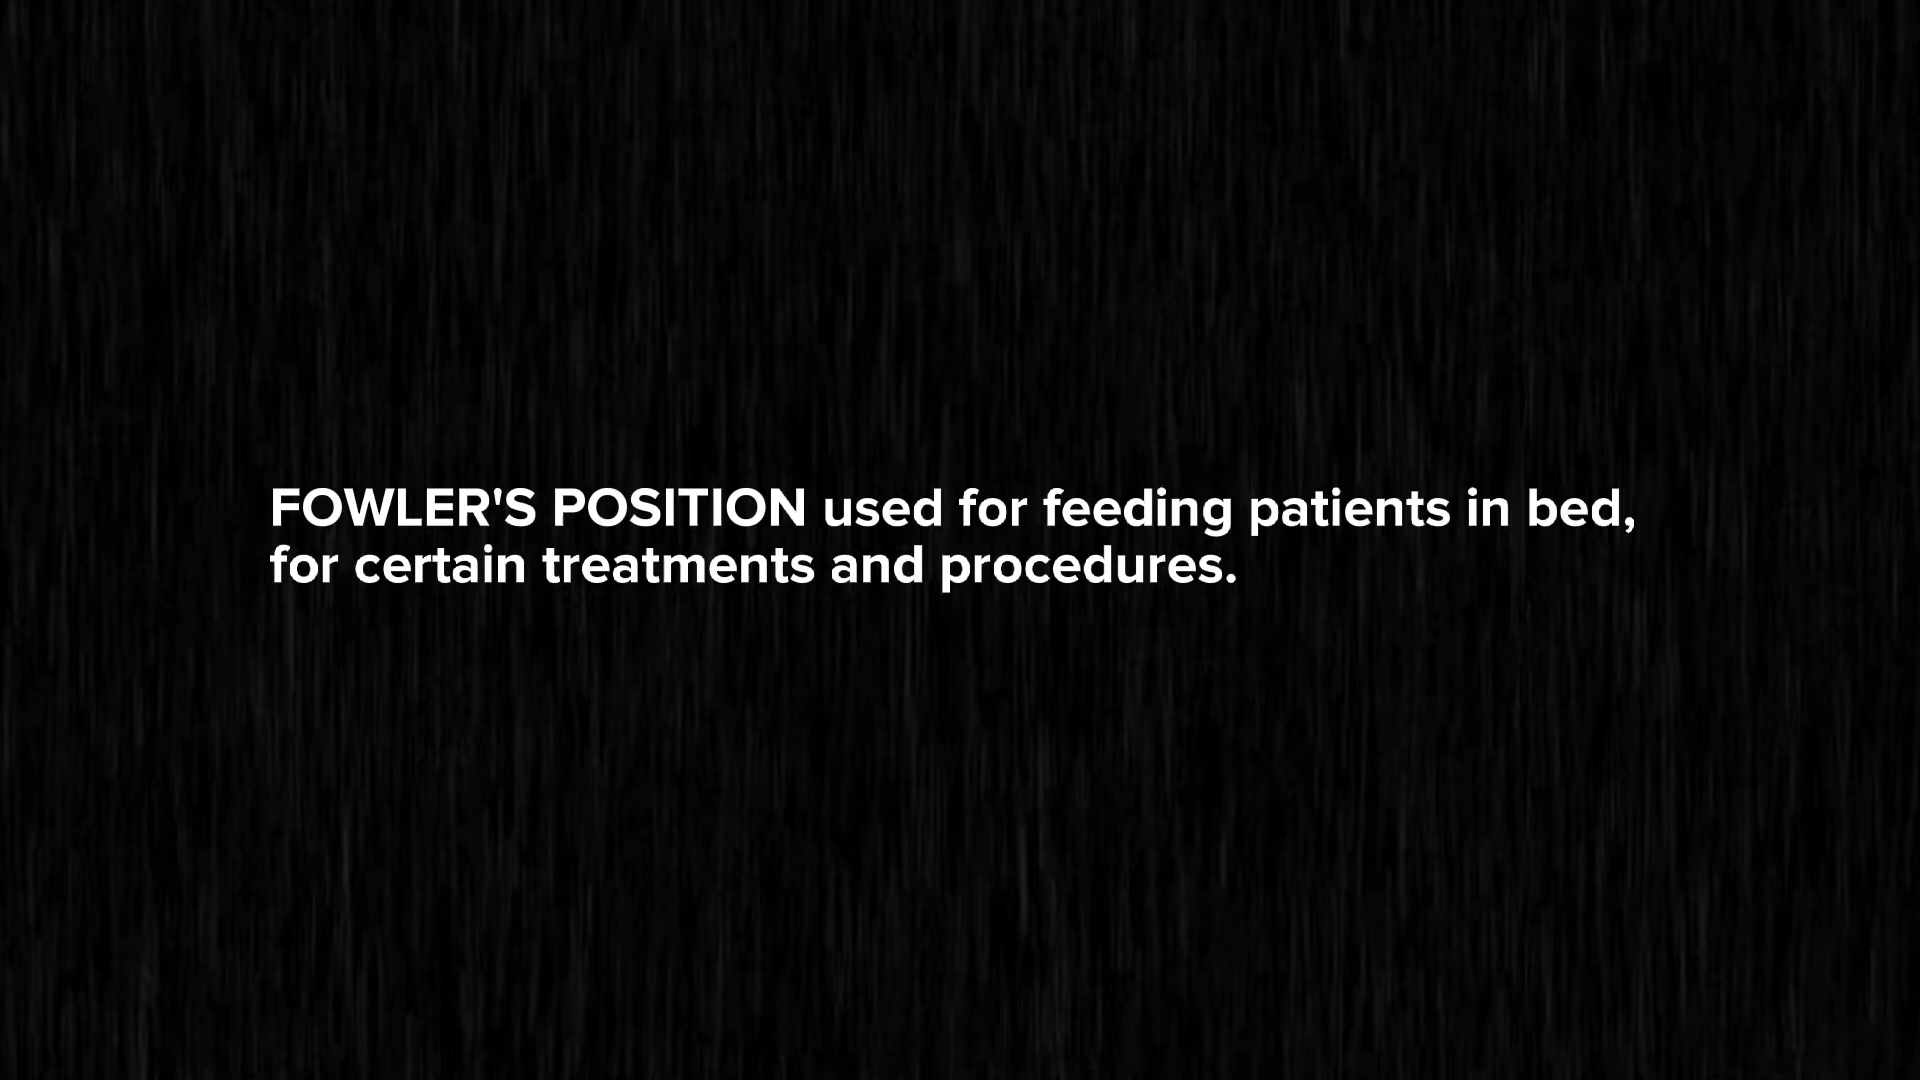 FOWLER'S POSITION used for feeding patients in bed,
for certain treatments and procedures.